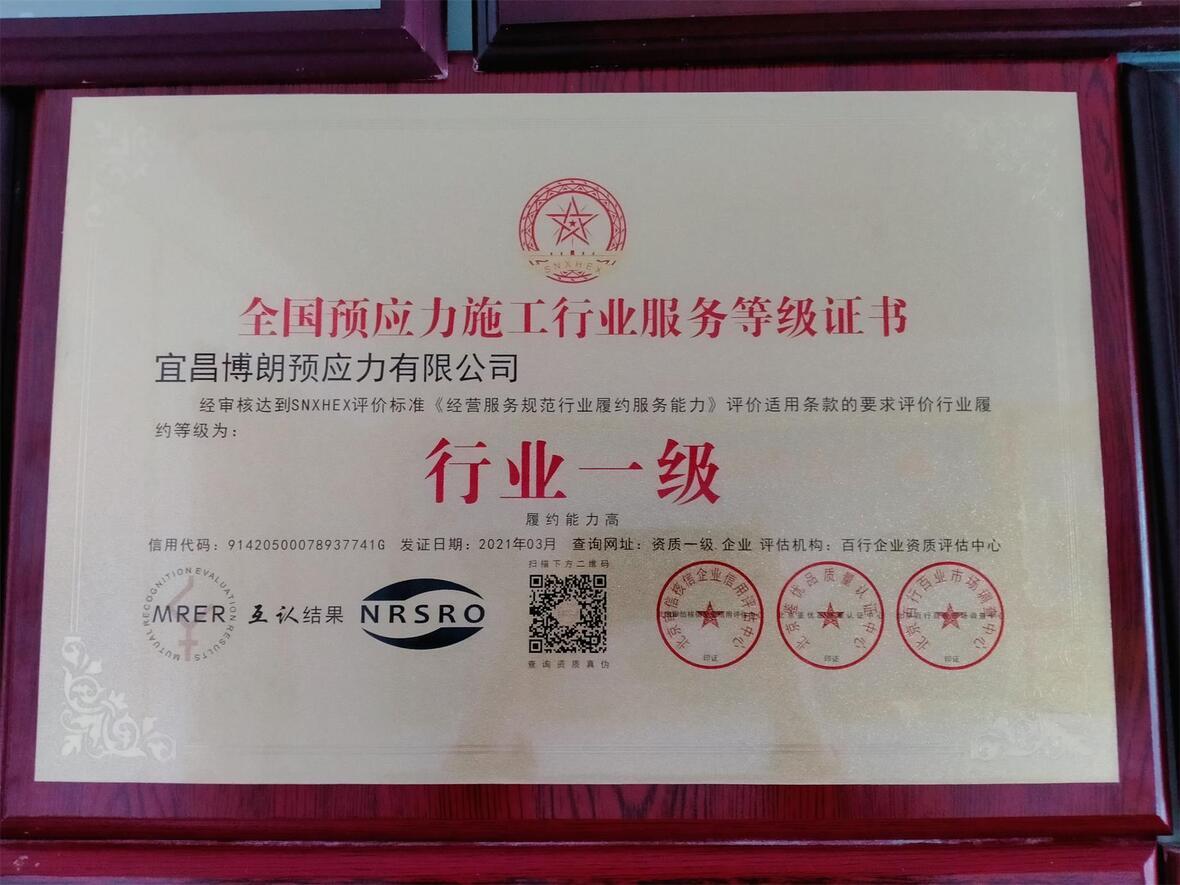 SNXHEX
全国预应力施工行业服务等级证书
宜昌博朗预应力有限公司
经审核达到SNXHEX评价标准《经营服务规范行业履约服务能力》评价适用条款的要求评价行业履
约等级为:
行业一级
履约能力高
信用代码: 91420500078937741G 发证日期: 2021年03月 查询网址: 资质一级.企业 评估机构: 百行企业资质评估中心
扫描下方二维码
MUTUAL RECOGNITION EVALUATION RESULTS
MRER 互认结果 NRSRO
查询资质真伪
印证
印证
印证